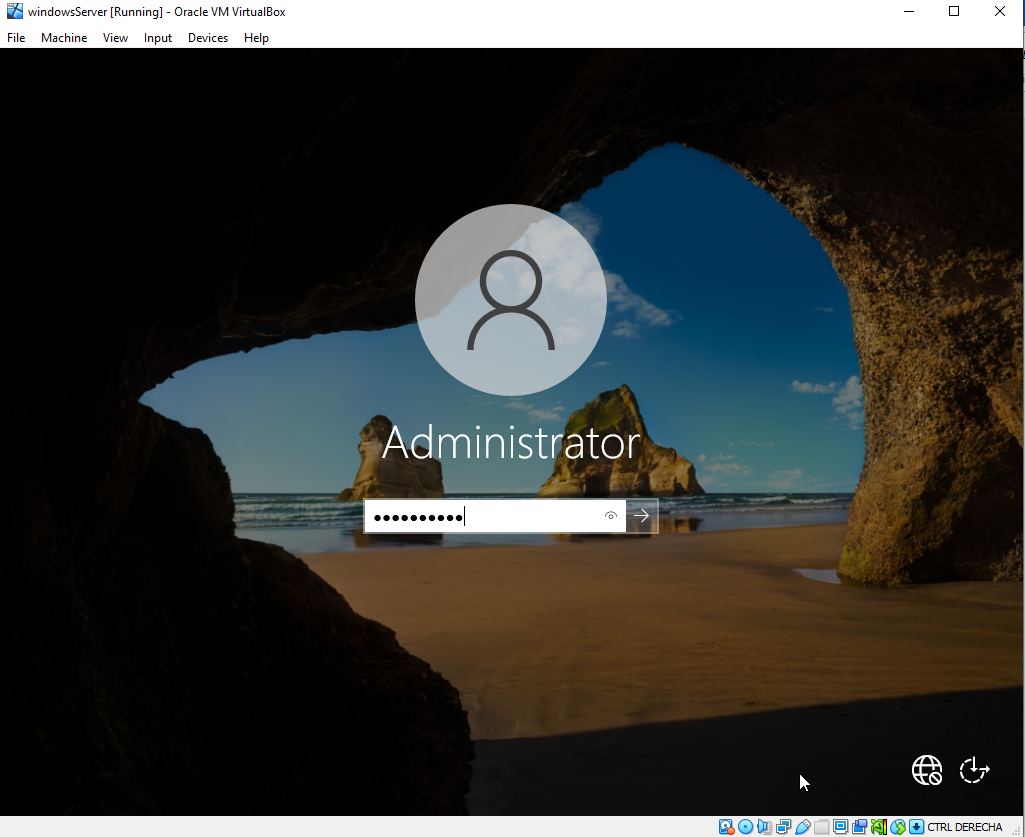 windowsServer [Running] - Oracle VM VirtualBox
File Machine View Input Devices Help
Administrator
●●●●●●●●●●
CTRL DERECHA